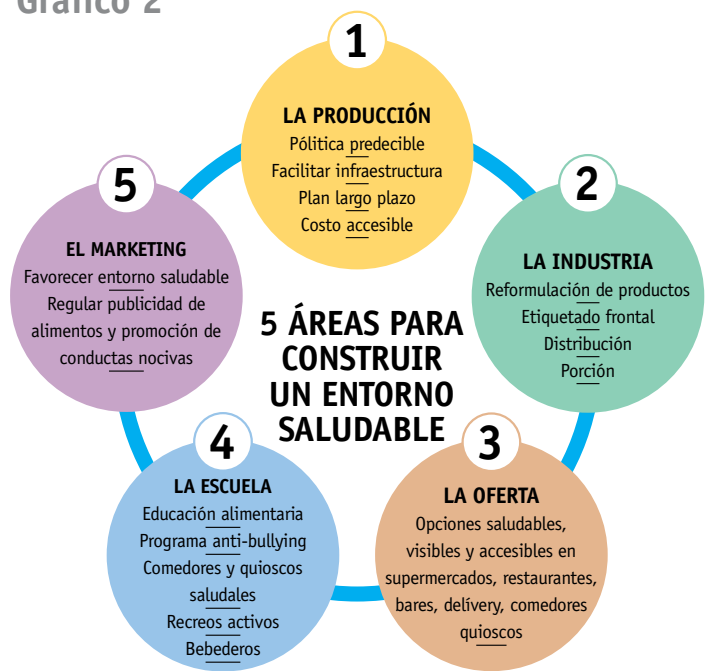 Gráfico 2
1
LA PRODUCCIÓN
Pólitica predecible
Facilitar infraestructura
Plan largo plazo
Costo accesible
2
LA INDUSTRIA
Reformulación de productos
Etiquetado frontal
Distribución
Porción
3
LA OFERTA
Opciones saludables,
visibles y accesibles en
supermercados, restaurantes,
bares, delívery, comedores
quioscos
4
LA ESCUELA
Educación alimentaria
Programa anti-bullying
Comedores y quioscos
saludales
Recreos activos
Bebederos
5
EL MARKETING
Favorecer entorno saludable
Regular publicidad de
alimentos y promoción de
conductas nocivas
5 ÁREAS PARA
CONSTRUIR
UN ENTORNO
SALUDABLE